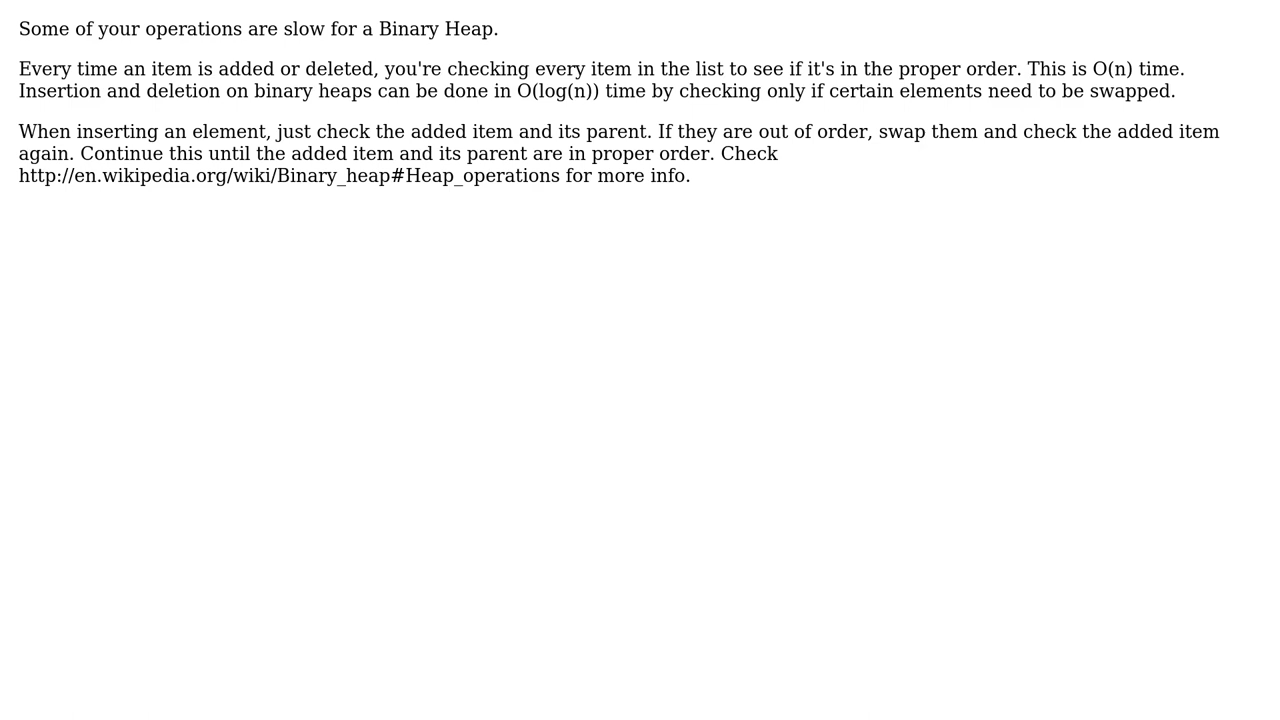 Some of your operations are slow for a Binary Heap.
Every time an item is added or deleted, you're checking every item in the list to see if it's in the proper order. This is O(n) time.
Insertion and deletion on binary heaps can be done in O(log(n)) time by checking only if certain elements need to be swapped.
When inserting an element, just check the added item and its parent. If they are out of order, swap them and check the added item
again. Continue this until the added item and its parent are in proper order. Check
http://en.wikipedia.org/wiki/Binary_heap#Heap_operations for more info.